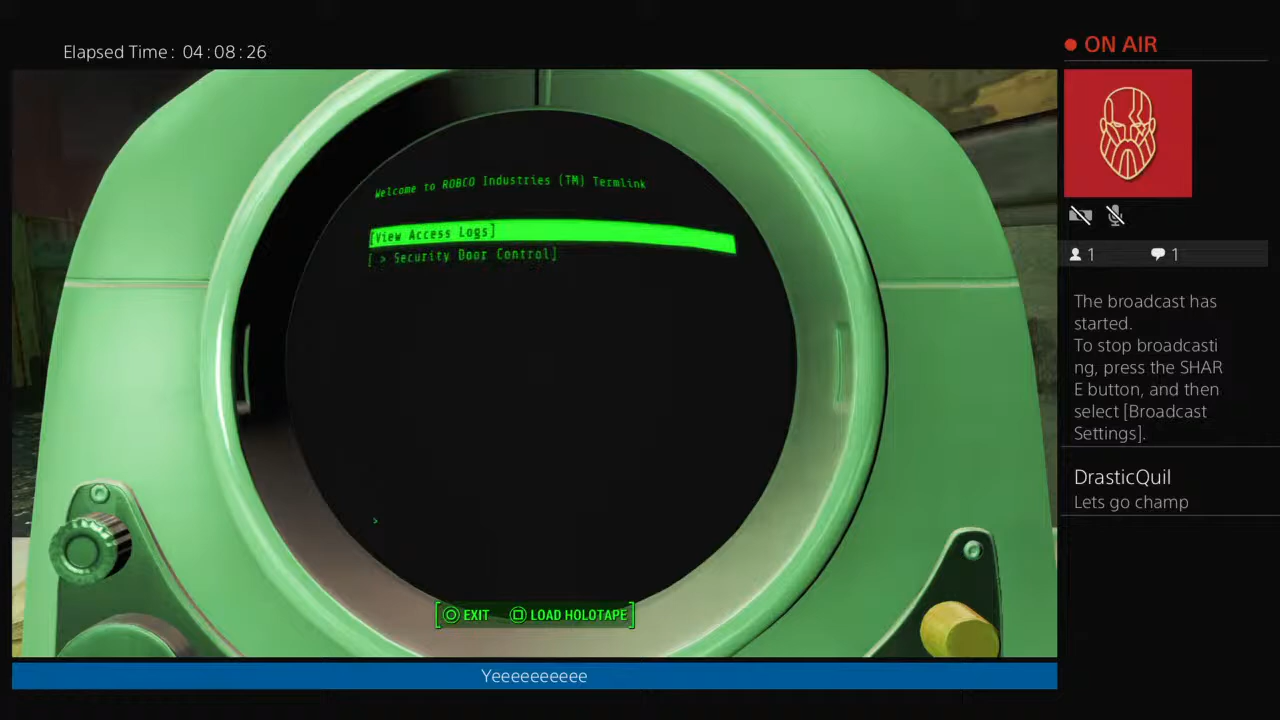 Elapsed Time: 04:08:26
ON AIR
Welcome to ROBCO Industries (TM) Termlink
[View Access Logs]
[ > Security Door Control]
>
EXIT LOAD HOLOTAPE
Yeeeeeeeeee
1 1
The broadcast has
started.
To stop broadcasti
ng, press the SHAR
E button, and then
select [Broadcast
Settings].
DrasticQuil
Lets go champ